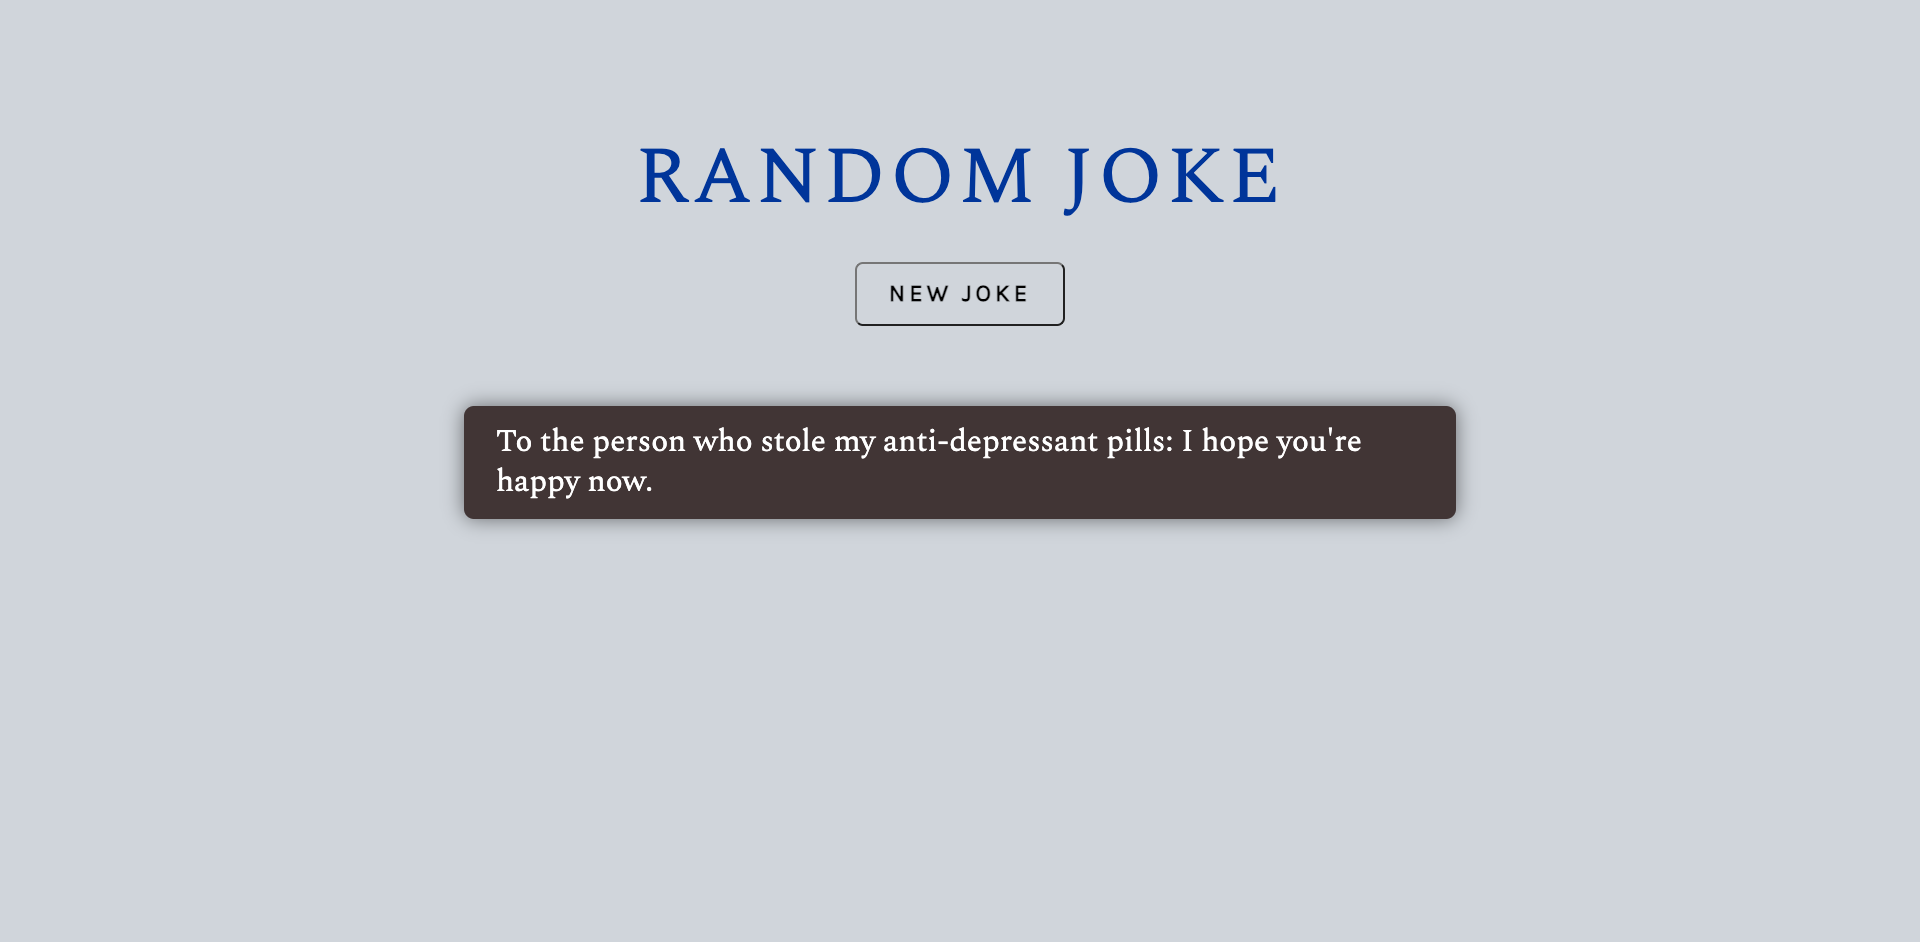 RANDOM JOKE
NEW JOKE
To the person who stole my anti-depressant pills: I hope you're
happy now.